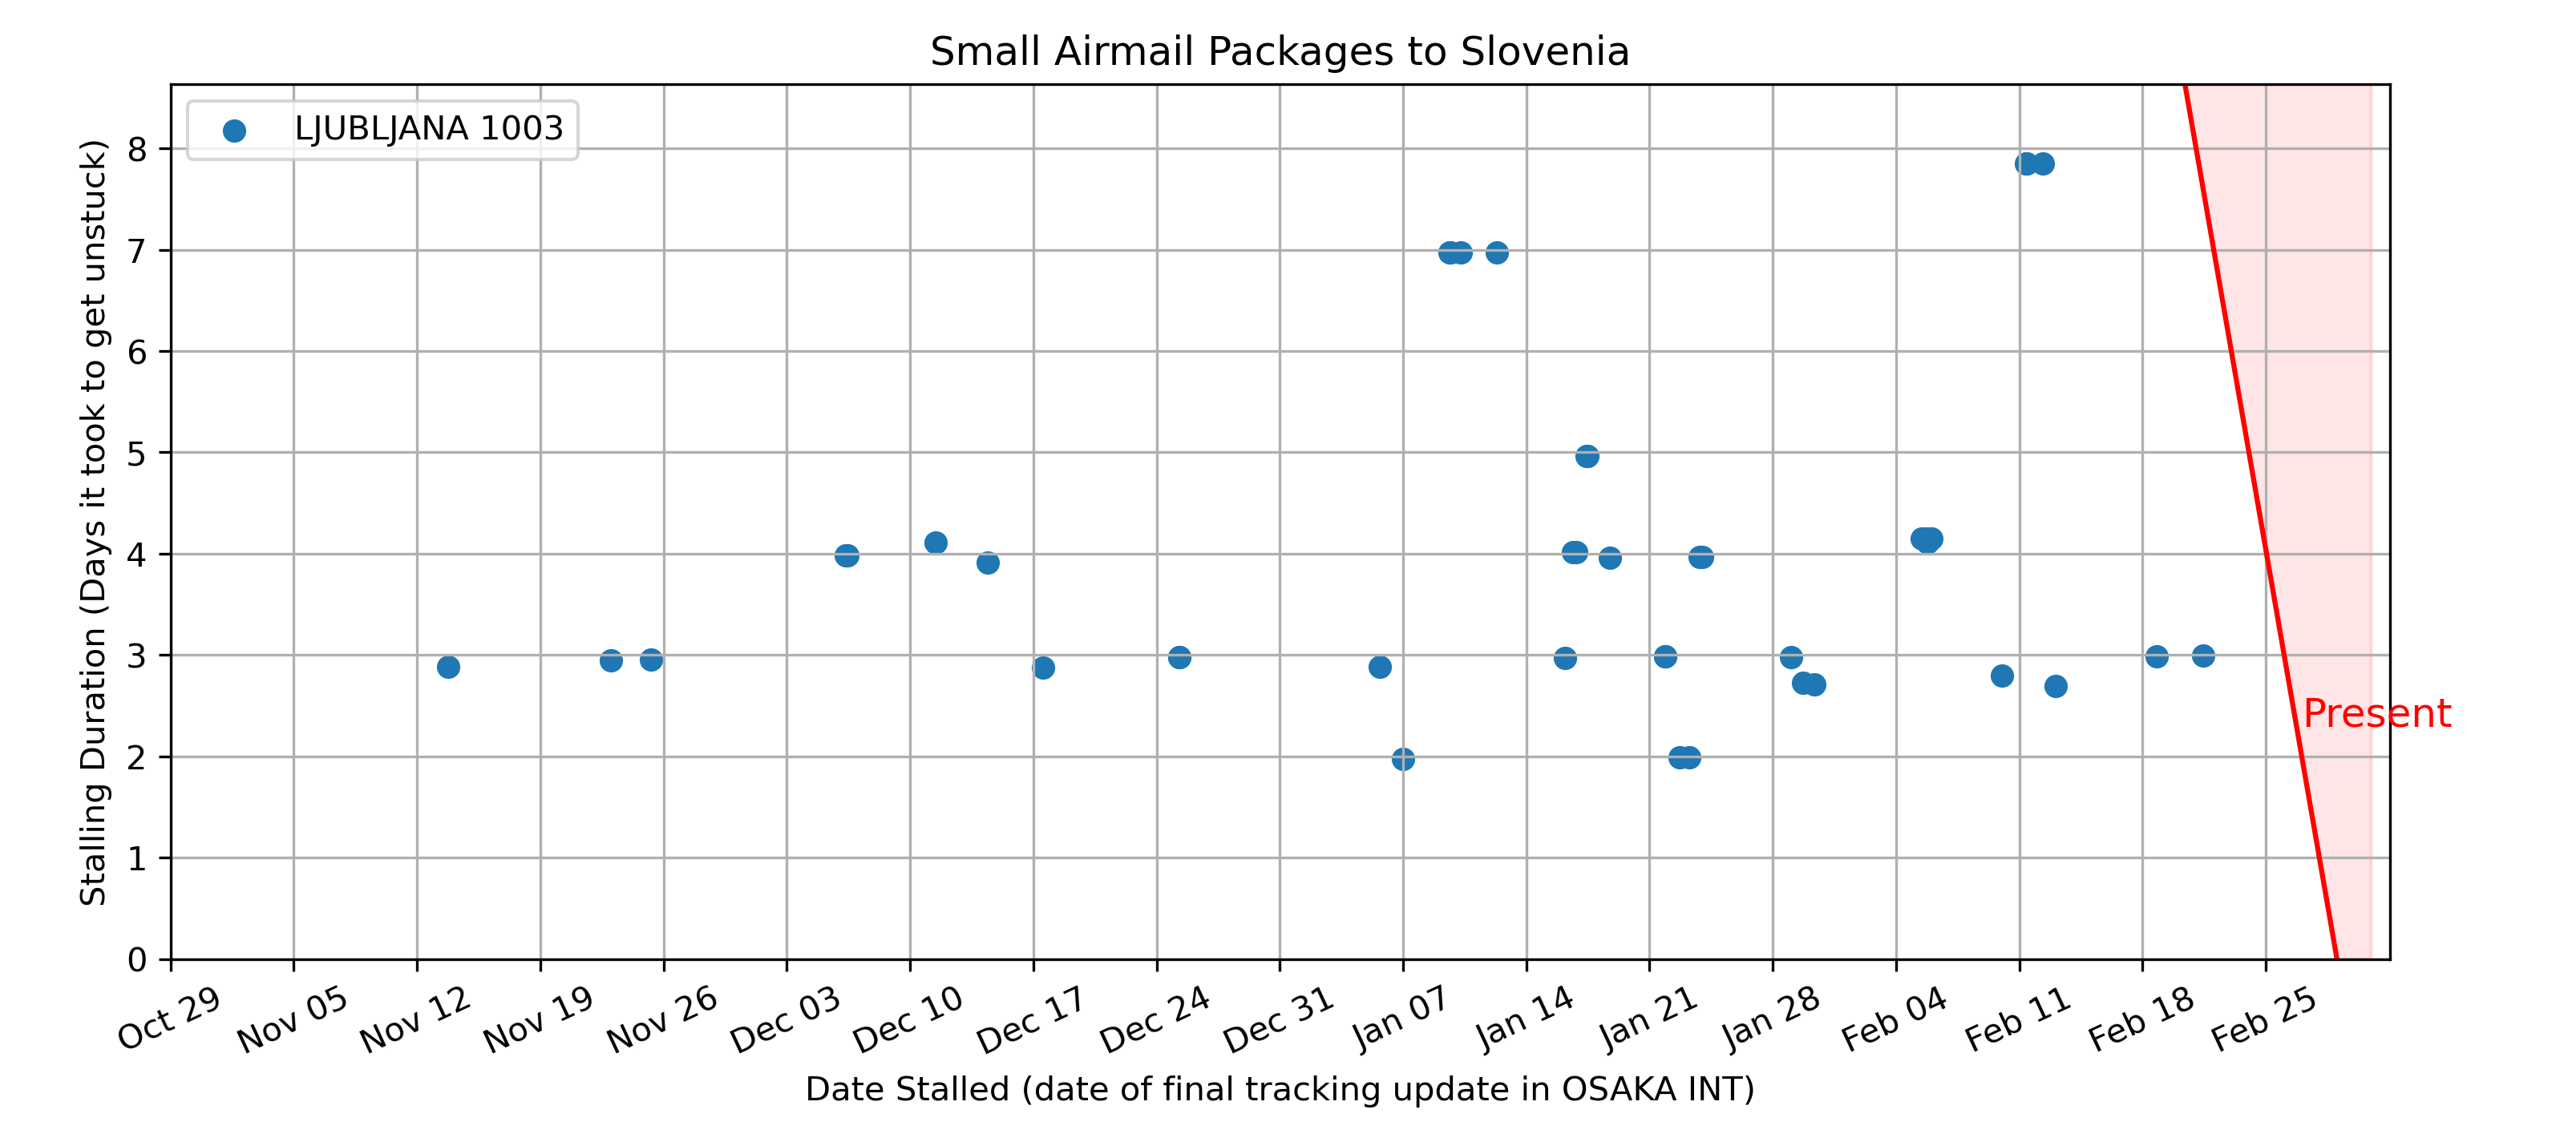 Small Airmail Packages to Slovenia
LJUBLJANA 1003
Stalling Duration (Days it took to get unstuck)
8
7
6
5
4
3
2
1
0
Present
Oct 29 Nov 05 Nov 12 Nov 19 Nov 26 Dec 03 Dec 10 Dec 17 Dec 24 Dec 31 Jan 07 Jan 14 Jan 21 Jan 28 Feb 04 Feb 11 Feb 18 Feb 25
Date Stalled (date of final tracking update in OSAKA INT)